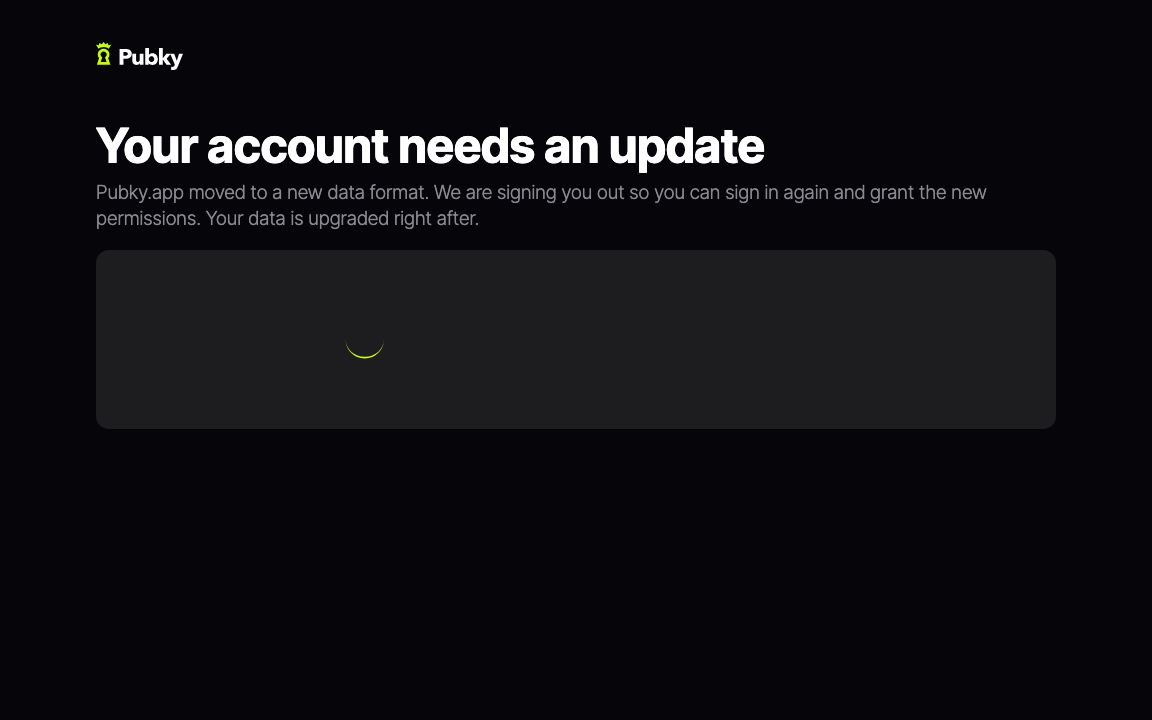 Pubky
Your account needs an update
Pubky.app moved to a new data format. We are signing you out so you can sign in again and grant the new
permissions. Your data is upgraded right after.